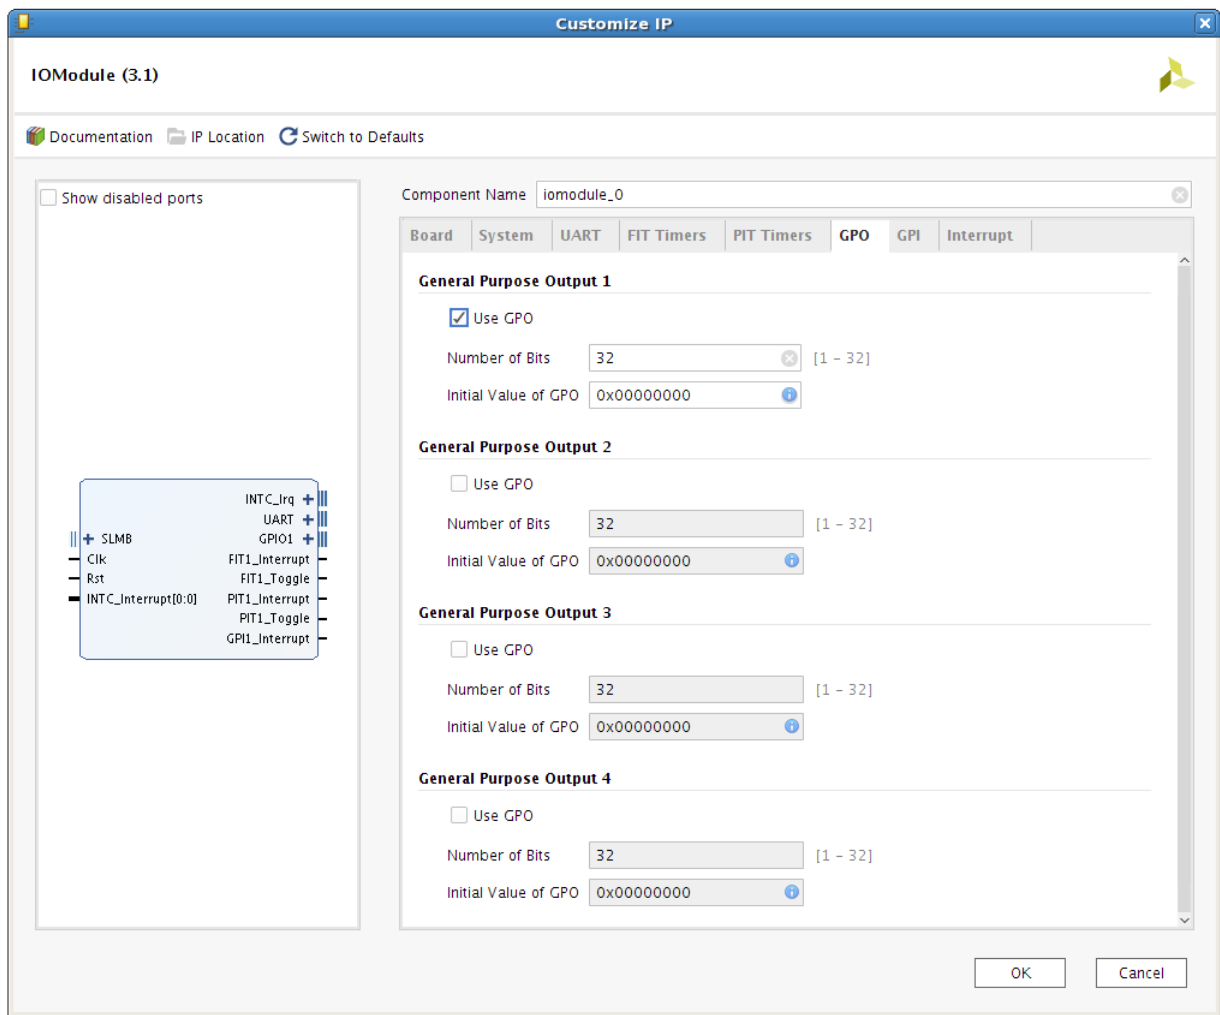 Customize IP
IOModule (3.1)
Documentation IP Location Switch to Defaults
Show disabled ports
INTC_Irq
UART
SLMB GPIO1
Clk FIT1_Interrupt
Rst FIT1_Toggle
INTC_Interrupt[0:0] PIT1_Interrupt
PIT1_Toggle
GPI1_Interrupt
Component Name iomodule_0
Board System UART FIT Timers PIT Timers GPO GPI Interrupt
General Purpose Output 1
Use GPO
Number of Bits 32 [1 - 32]
Initial Value of GPO 0x00000000
General Purpose Output 2
Use GPO
Number of Bits 32 [1 - 32]
Initial Value of GPO 0x00000000
General Purpose Output 3
Use GPO
Number of Bits 32 [1 - 32]
Initial Value of GPO 0x00000000
General Purpose Output 4
Use GPO
Number of Bits 32 [1 - 32]
Initial Value of GPO 0x00000000
OK Cancel